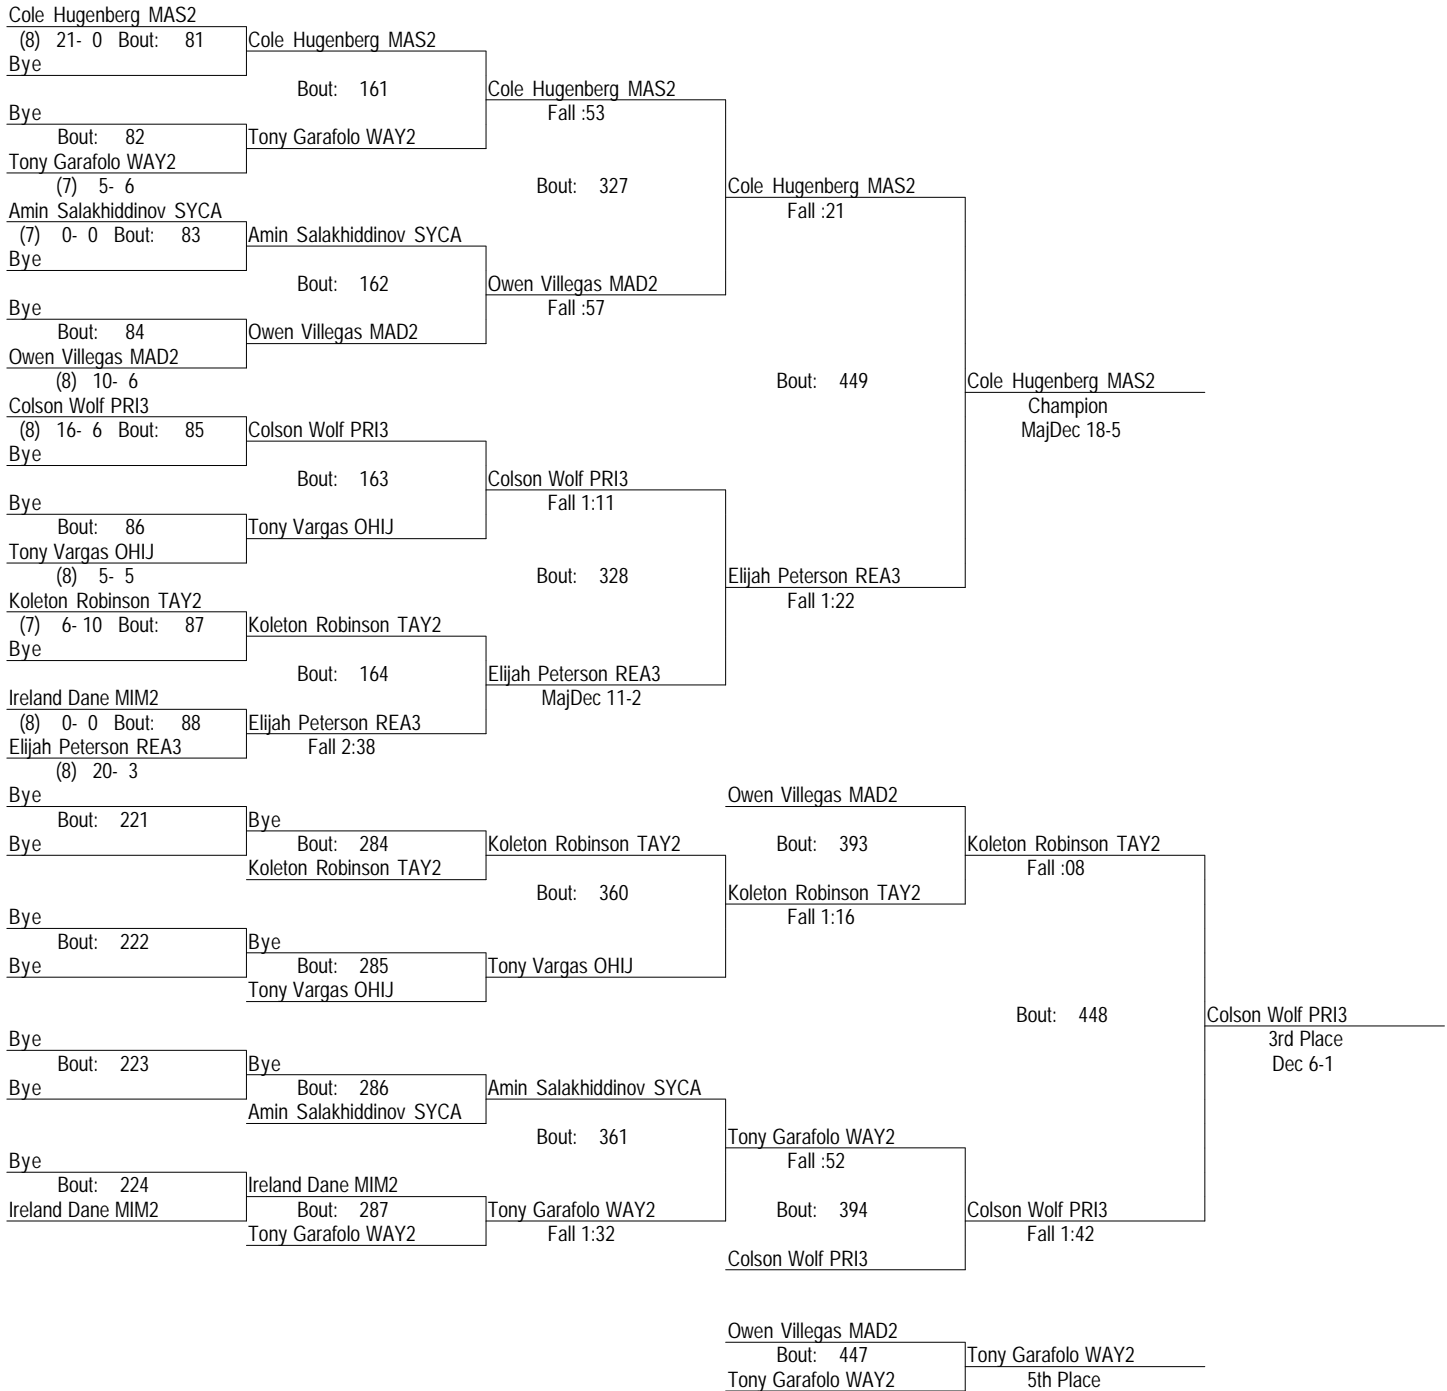 Cole Hugenberg MAS2
(8) 21- 0 Bout: 81 Cole Hugenberg MAS2
Bye
Bout: 161 Cole Hugenberg MAS2
Bye Fall :53
Bout: 82 Tony Garafolo WAY2
Tony Garafolo WAY2
(7) 5- 6 Bout: 327 Cole Hugenberg MAS2
Amin Salakhiddinov SYCA Fall :21
(7) 0- 0 Bout: 83 Amin Salakhiddinov SYCA
Bye
Bout: 162 Owen Villegas MAD2
Bye Fall :57
Bout: 84 Owen Villegas MAD2
Owen Villegas MAD2
(8) 10- 6 Bout: 449 Cole Hugenberg MAS2
Colson Wolf PRI3 Champion
(8) 16- 6 Bout: 85 Colson Wolf PRI3 MajDec 18-5
Bye
Bout: 163 Colson Wolf PRI3
Bye Fall 1:11
Bout: 86 Tony Vargas OHIJ
Tony Vargas OHIJ
(8) 5- 5 Bout: 328 Elijah Peterson REA3
Koleton Robinson TAY2 Fall 1:22
(7) 6- 10 Bout: 87 Koleton Robinson TAY2
Bye
Bout: 164 Elijah Peterson REA3
Ireland Dane MIM2 MajDec 11-2
(8) 0- 0 Bout: 88 Elijah Peterson REA3
Elijah Peterson REA3 Fall 2:38
(8) 20- 3
Bye Owen Villegas MAD2
Bout: 221 Bye
Bye Bout: 284 Koleton Robinson TAY2 Bout: 393 Koleton Robinson TAY2
Koleton Robinson TAY2 Fall :08
Bout: 360 Koleton Robinson TAY2
Bye Fall 1:16
Bout: 222 Bye
Bye Bout: 285 Tony Vargas OHIJ
Tony Vargas OHIJ
Bout: 448 Colson Wolf PRI3
Bye 3rd Place
Bout: 223 Bye Dec 6-1
Bye Bout: 286 Amin Salakhiddinov SYCA
Amin Salakhiddinov SYCA
Bout: 361 Tony Garafolo WAY2
Bye Fall :52
Bout: 224 Ireland Dane MIM2
Ireland Dane MIM2 Bout: 287 Tony Garafolo WAY2 Bout: 394 Colson Wolf PRI3
Tony Garafolo WAY2 Fall 1:32 Fall 1:42
Colson Wolf PRI3
Owen Villegas MAD2
Bout: 447 Tony Garafolo WAY2
Tony Garafolo WAY2 5th Place